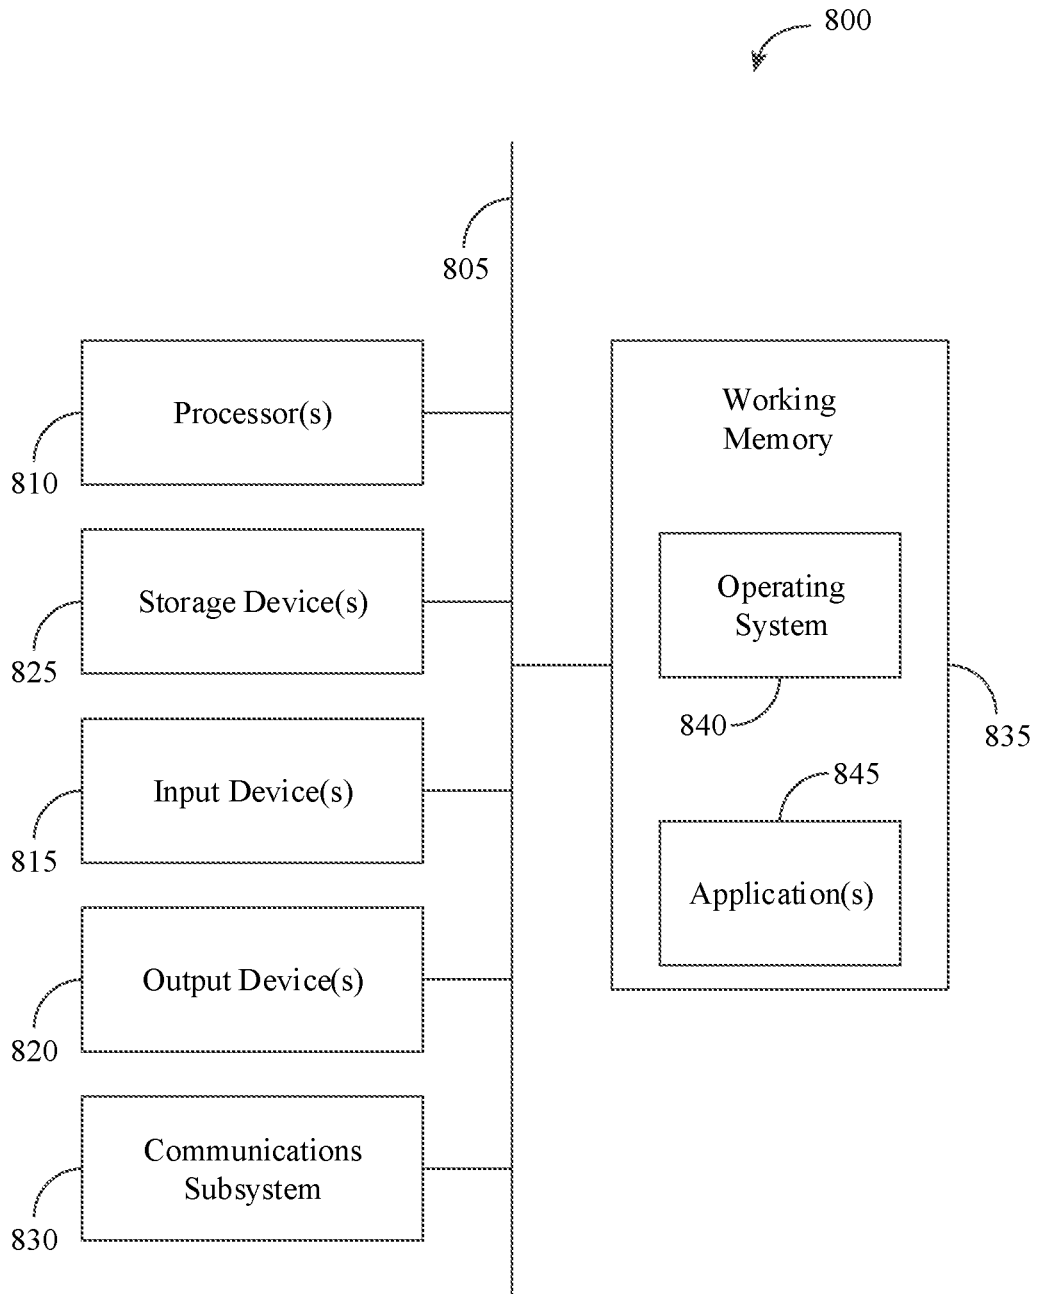 800
805
Processor(s)
810
Storage Device(s)
825
Input Device(s)
815
Output Device(s)
820
Communications
Subsystem
830
Working
Memory
Operating
System
840
835
845
Application(s)